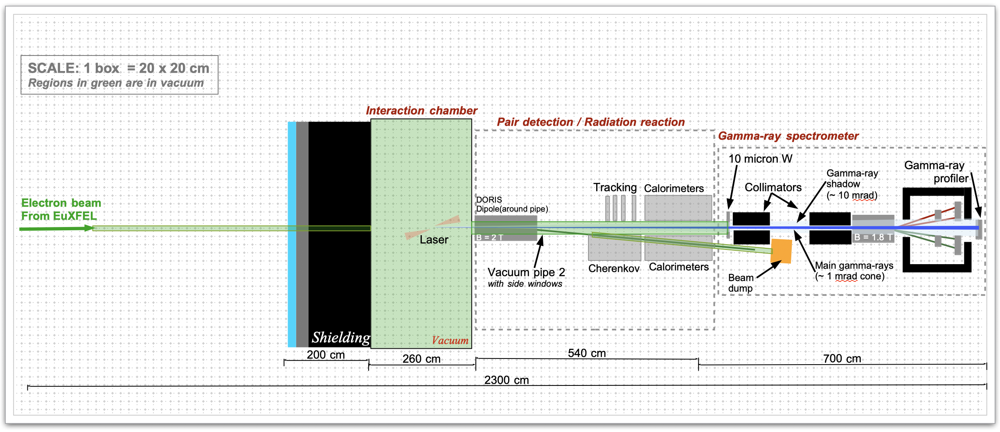 SCALE: 1 box = 20 x 20 cm
Regions in green are in vacuum
Interaction chamber
Pair detection / Radiation reaction
Gamma-ray spectrometer
10 micron W
Gamma-ray
profiler
Gamma-ray
shadow
(~ 10 mrad)
Collimators
Tracking
Calorimeters
DORIS
Dipole(around pipe)
Electron beam
From EuXFEL
Laser
B = 2 T
B = 1.8 T
Vacuum pipe 2
with side windows
Cherenkov
Calorimeters
Beam
dump
Main gamma-rays
(~ 1 mrad cone)
Shielding
Vacuum
200 cm
260 cm
540 cm
700 cm
2300 cm